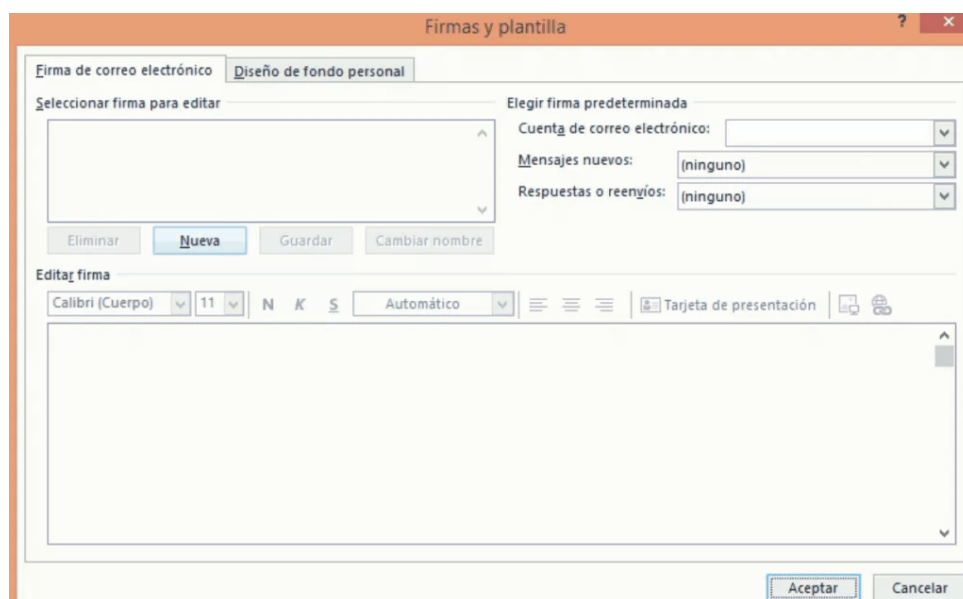 Firmas y plantilla
?
Firma de correo electrónico Diseño de fondo personal
Seleccionar firma para editar
Elegir firma predeterminada
Cuenta de correo electrónico:
Mensajes nuevos: (ninguno)
Respuestas o reenvíos: (ninguno)
Eliminar Nueva Guardar Cambiar nombre
Editar firma
Calibri (Cuerpo) 11 N K S Automático Tarjeta de presentación
Aceptar Cancelar